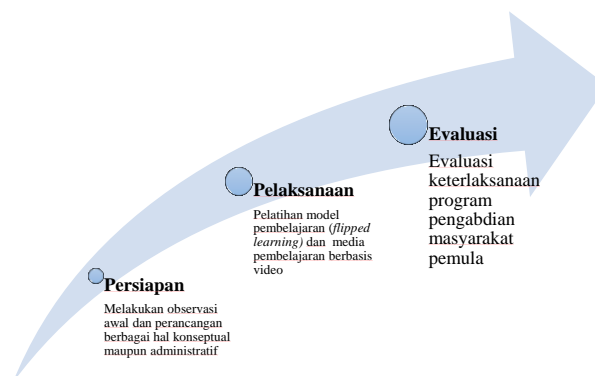 Persiapan
Melakukan observasi
awal dan perancangan
berbagai hal konseptual
maupun administratif
Pelaksanaan
Pelatihan model
pembelajaran (flipped
learning) dan media
pembelajaran berbasis
video
Evaluasi
Evaluasi
keterlaksanaan
program
pengabdian
masyarakat
pemula